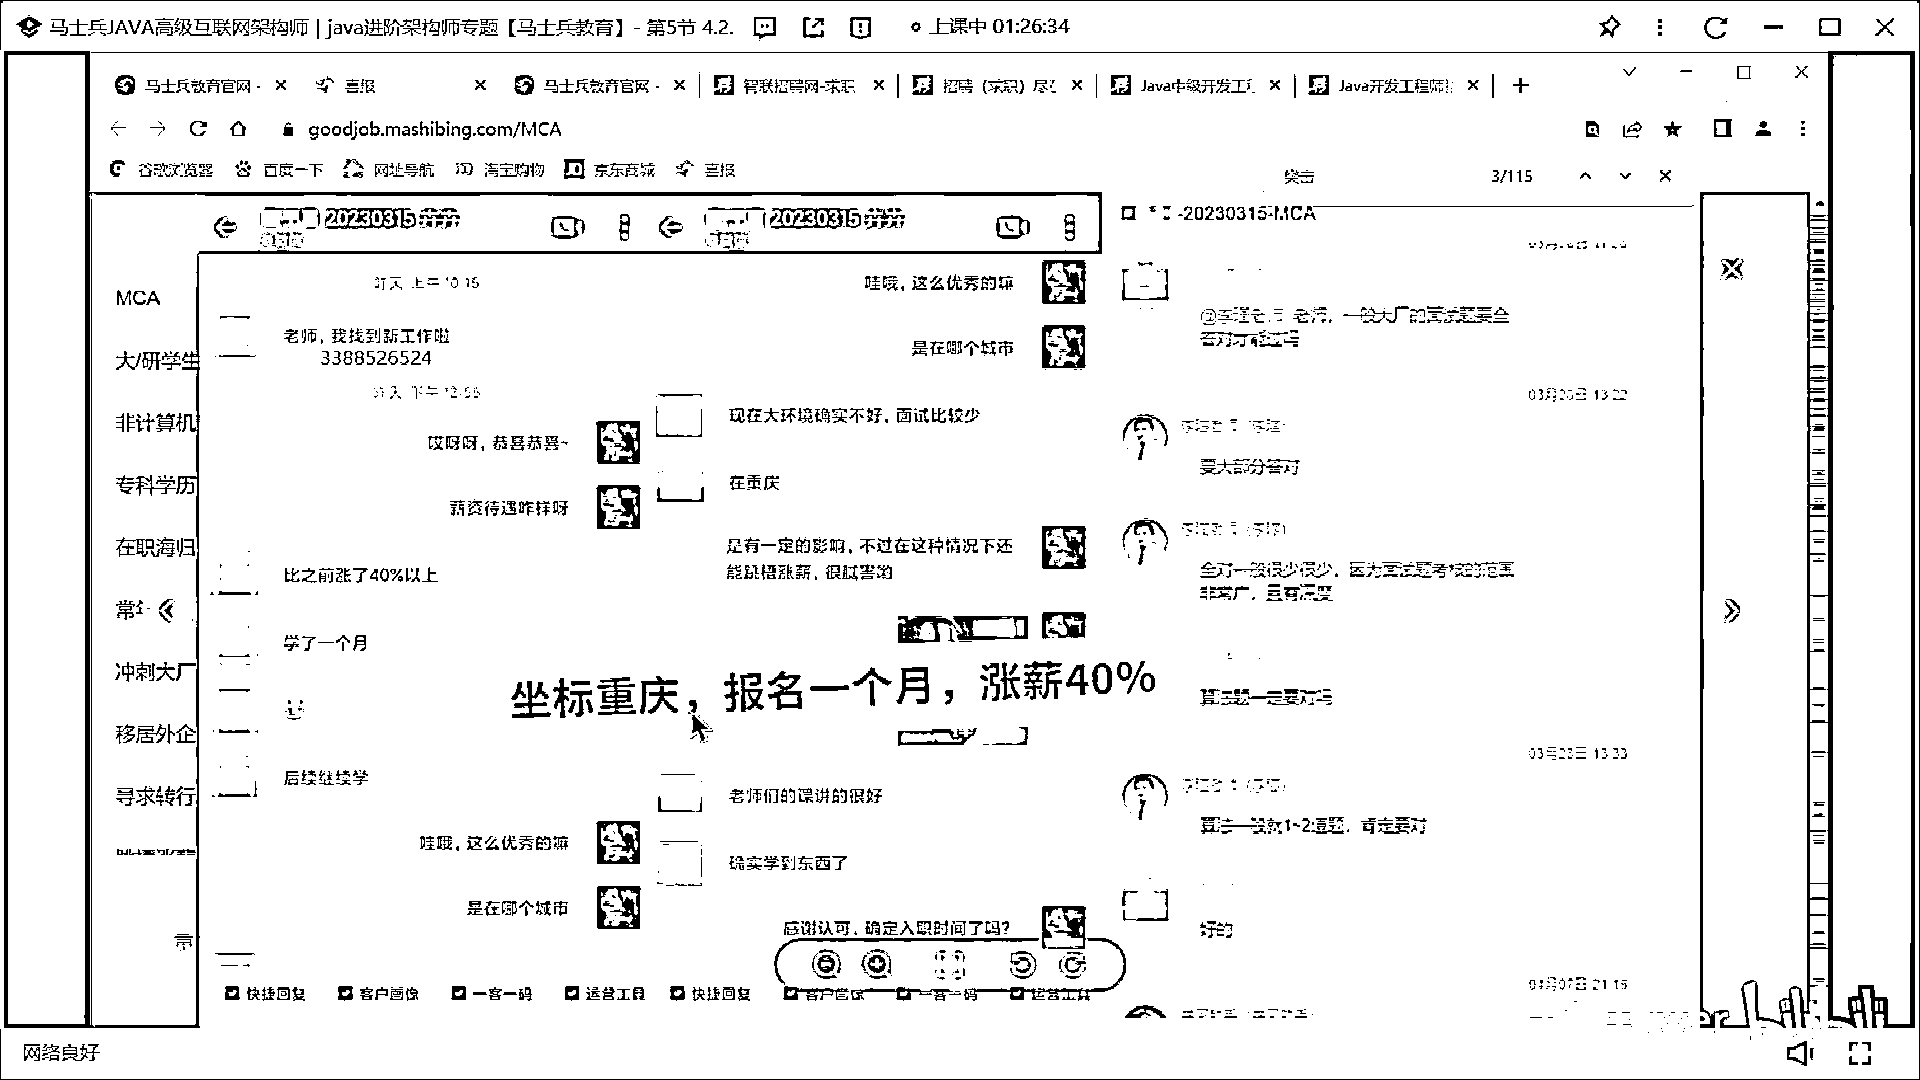 马士兵JAVA高级互联网架构师 | java进阶架构师专题【马士兵教育】- 第5节 4.2.
上课中 01:26:34
马士兵教育官网 -
喜报
马士兵教育官网 -
智联招聘网-求职
招聘（求职）尽
Java中级开发工程
Java开发工程师
goodjob.mashibing.com/MCA
谷歌浏览器
百度一下
网址导航
淘宝购物
京东商城
喜报
3/115
20230315
20230315
-20230315-MCA
MCA
大/研学生
非计算机
专科学历
在职海归
冲刺大厂
移居外企
寻求转行
昨天 上午 10:15
老师，我找到新工作啦
3388526524
哎呀呀，恭喜恭喜~
薪资待遇咋样呀
比之前涨了40%以上
学了一个月
后续继续学
哇哦，这么优秀的嘛
是在哪个城市
哇哦，这么优秀的嘛
是在哪个城市
现在大环境确实不好，面试比较少
在重庆
是有一定的影响，不过在这种情况下还
能跳槽涨薪，很厉害的
坐标重庆，报名一个月，涨薪40%
老师们的课讲的很好
确实学到东西了
感谢认可，确定入职时间了吗？
老师，一般大厂的面试题要全
答对才能过吗
要大部分答对
全对一般很少很少，因为面试题考核的范围
非常广，且有深度
算法题一定要对吗
算法一般就1~2道题，肯定要对
好的
快捷回复
客户画像
一客一码
运营工具
快捷回复
客户画像
一客一码
运营工具
网络良好